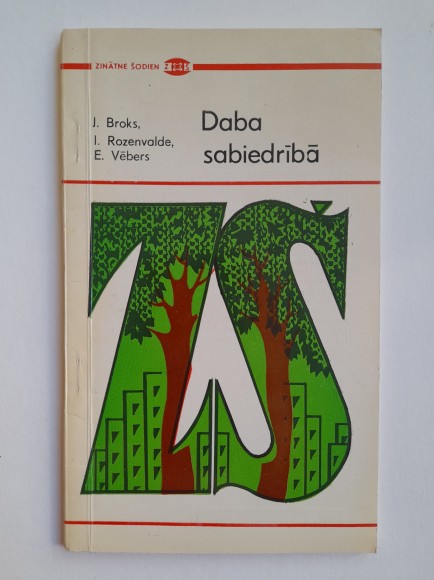 ZINĀTNE ŠODIEN
J. Broks,
I. Rozenvalde,
E. Vēbers
Daba
sabiedrībā
ZŠ